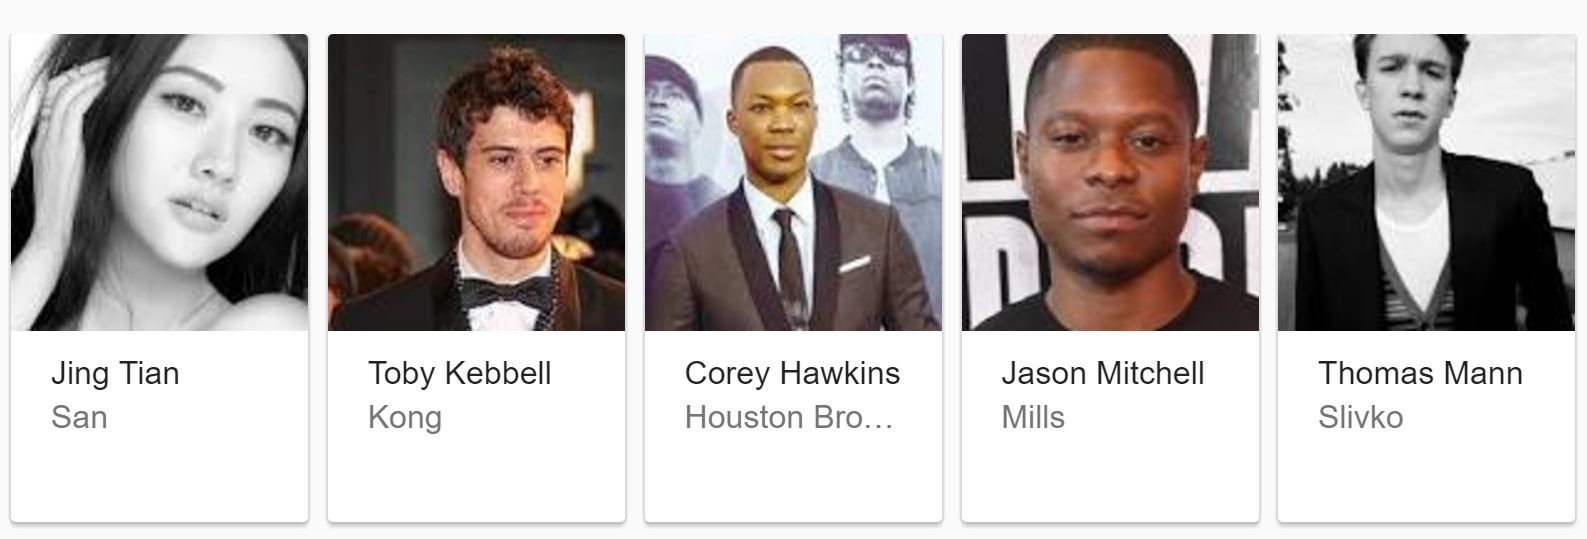 Jing Tian
San
Toby Kebbell
Kong
Corey Hawkins
Houston Bro…
Jason Mitchell
Mills
Thomas Mann
Slivko